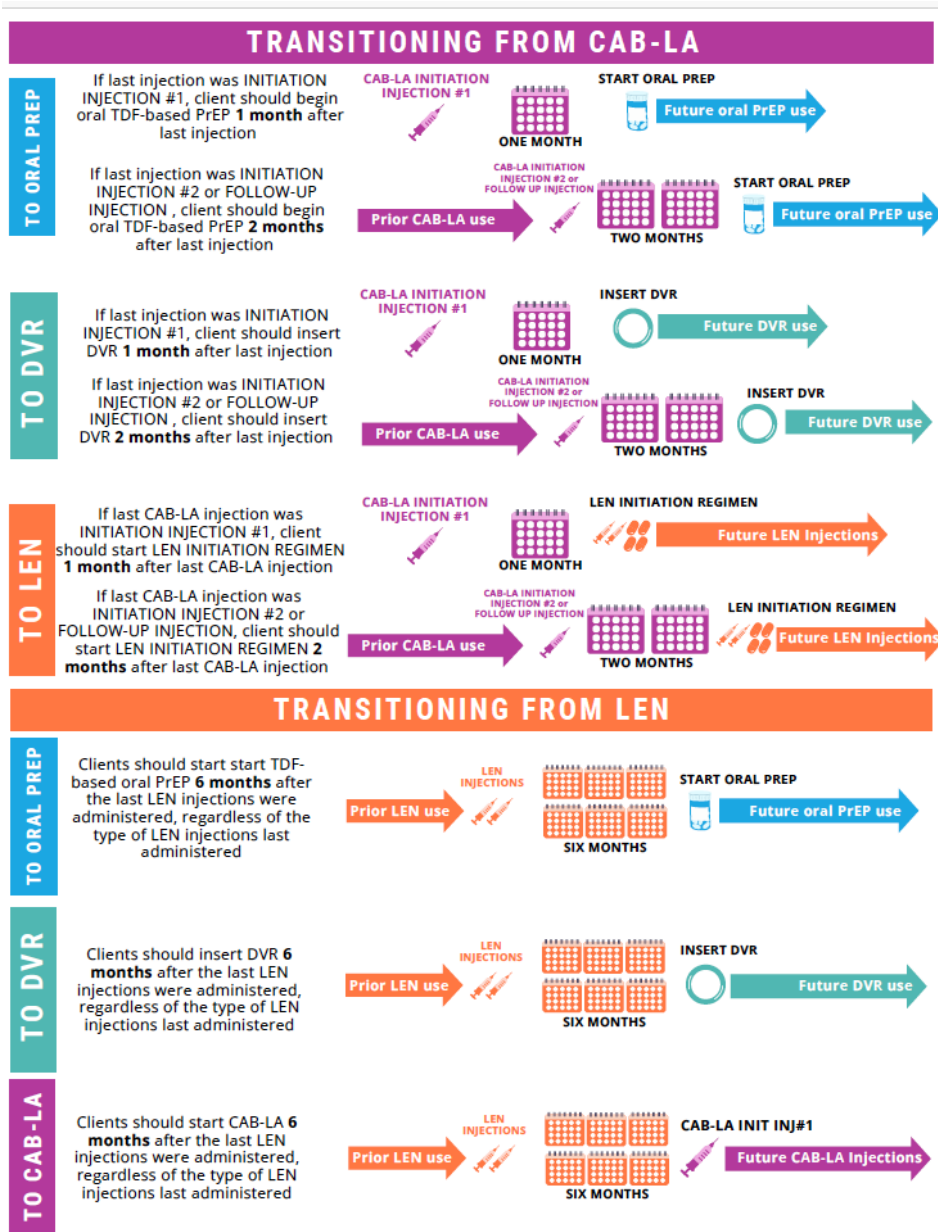 TRANSITIONING FROM CAB-LA
TO ORAL PREP
If last injection was INITIATION
INJECTION #1, client should begin
oral TDF-based PrEP 1 month after
last injection
CAB-LA INITIATION
INJECTION #1
ONE MONTH
START ORAL PREP
Future oral PrEP use
If last injection was INITIATION
INJECTION #2 or FOLLOW-UP
INJECTION , client should begin
oral TDF-based PrEP 2 months
after last injection
Prior CAB-LA use
CAB-LA INITIATION
INJECTION #2 or
FOLLOW UP INJECTION
TWO MONTHS
START ORAL PREP
Future oral PrEP use
TO DVR
If last injection was INITIATION
INJECTION #1, client should insert
DVR 1 month after last injection
CAB-LA INITIATION
INJECTION #1
ONE MONTH
INSERT DVR
Future DVR use
If last injection was INITIATION
INJECTION #2 or FOLLOW-UP
INJECTION , client should insert
DVR 2 months after last injection
Prior CAB-LA use
CAB-LA INITIATION
INJECTION #2 or
FOLLOW UP INJECTION
TWO MONTHS
INSERT DVR
Future DVR use
TO LEN
If last CAB-LA injection was
INITIATION INJECTION #1, client
should start LEN INITIATION REGIMEN
1 month after last CAB-LA injection
CAB-LA INITIATION
INJECTION #1
ONE MONTH
LEN INITIATION REGIMEN
Future LEN Injections
If last CAB-LA injection was
INITIATION INJECTION #2 or
FOLLOW-UP INJECTION, client should
start LEN INITIATION REGIMEN 2
months after last CAB-LA injection
Prior CAB-LA use
CAB-LA INITIATION
INJECTION #2 or
FOLLOW UP INJECTION
TWO MONTHS
LEN INITIATION REGIMEN
Future LEN Injections
TRANSITIONING FROM LEN
TO ORAL PREP
Clients should start start TDF-
based oral PrEP 6 months after
the last LEN injections were
administered, regardless of the
type of LEN injections last
administered
Prior LEN use
LEN
INJECTIONS
SIX MONTHS
START ORAL PREP
Future oral PrEP use
TO DVR
Clients should insert DVR 6
months after the last LEN
injections were administered,
regardless of the type of LEN
injections last administered
Prior LEN use
LEN
INJECTIONS
SIX MONTHS
INSERT DVR
Future DVR use
TO CAB-LA
Clients should start CAB-LA 6
months after the last LEN
injections were administered,
regardless of the type of LEN
injections last administered
Prior LEN use
LEN
INJECTIONS
SIX MONTHS
CAB-LA INIT INJ#1
Future CAB-LA Injections